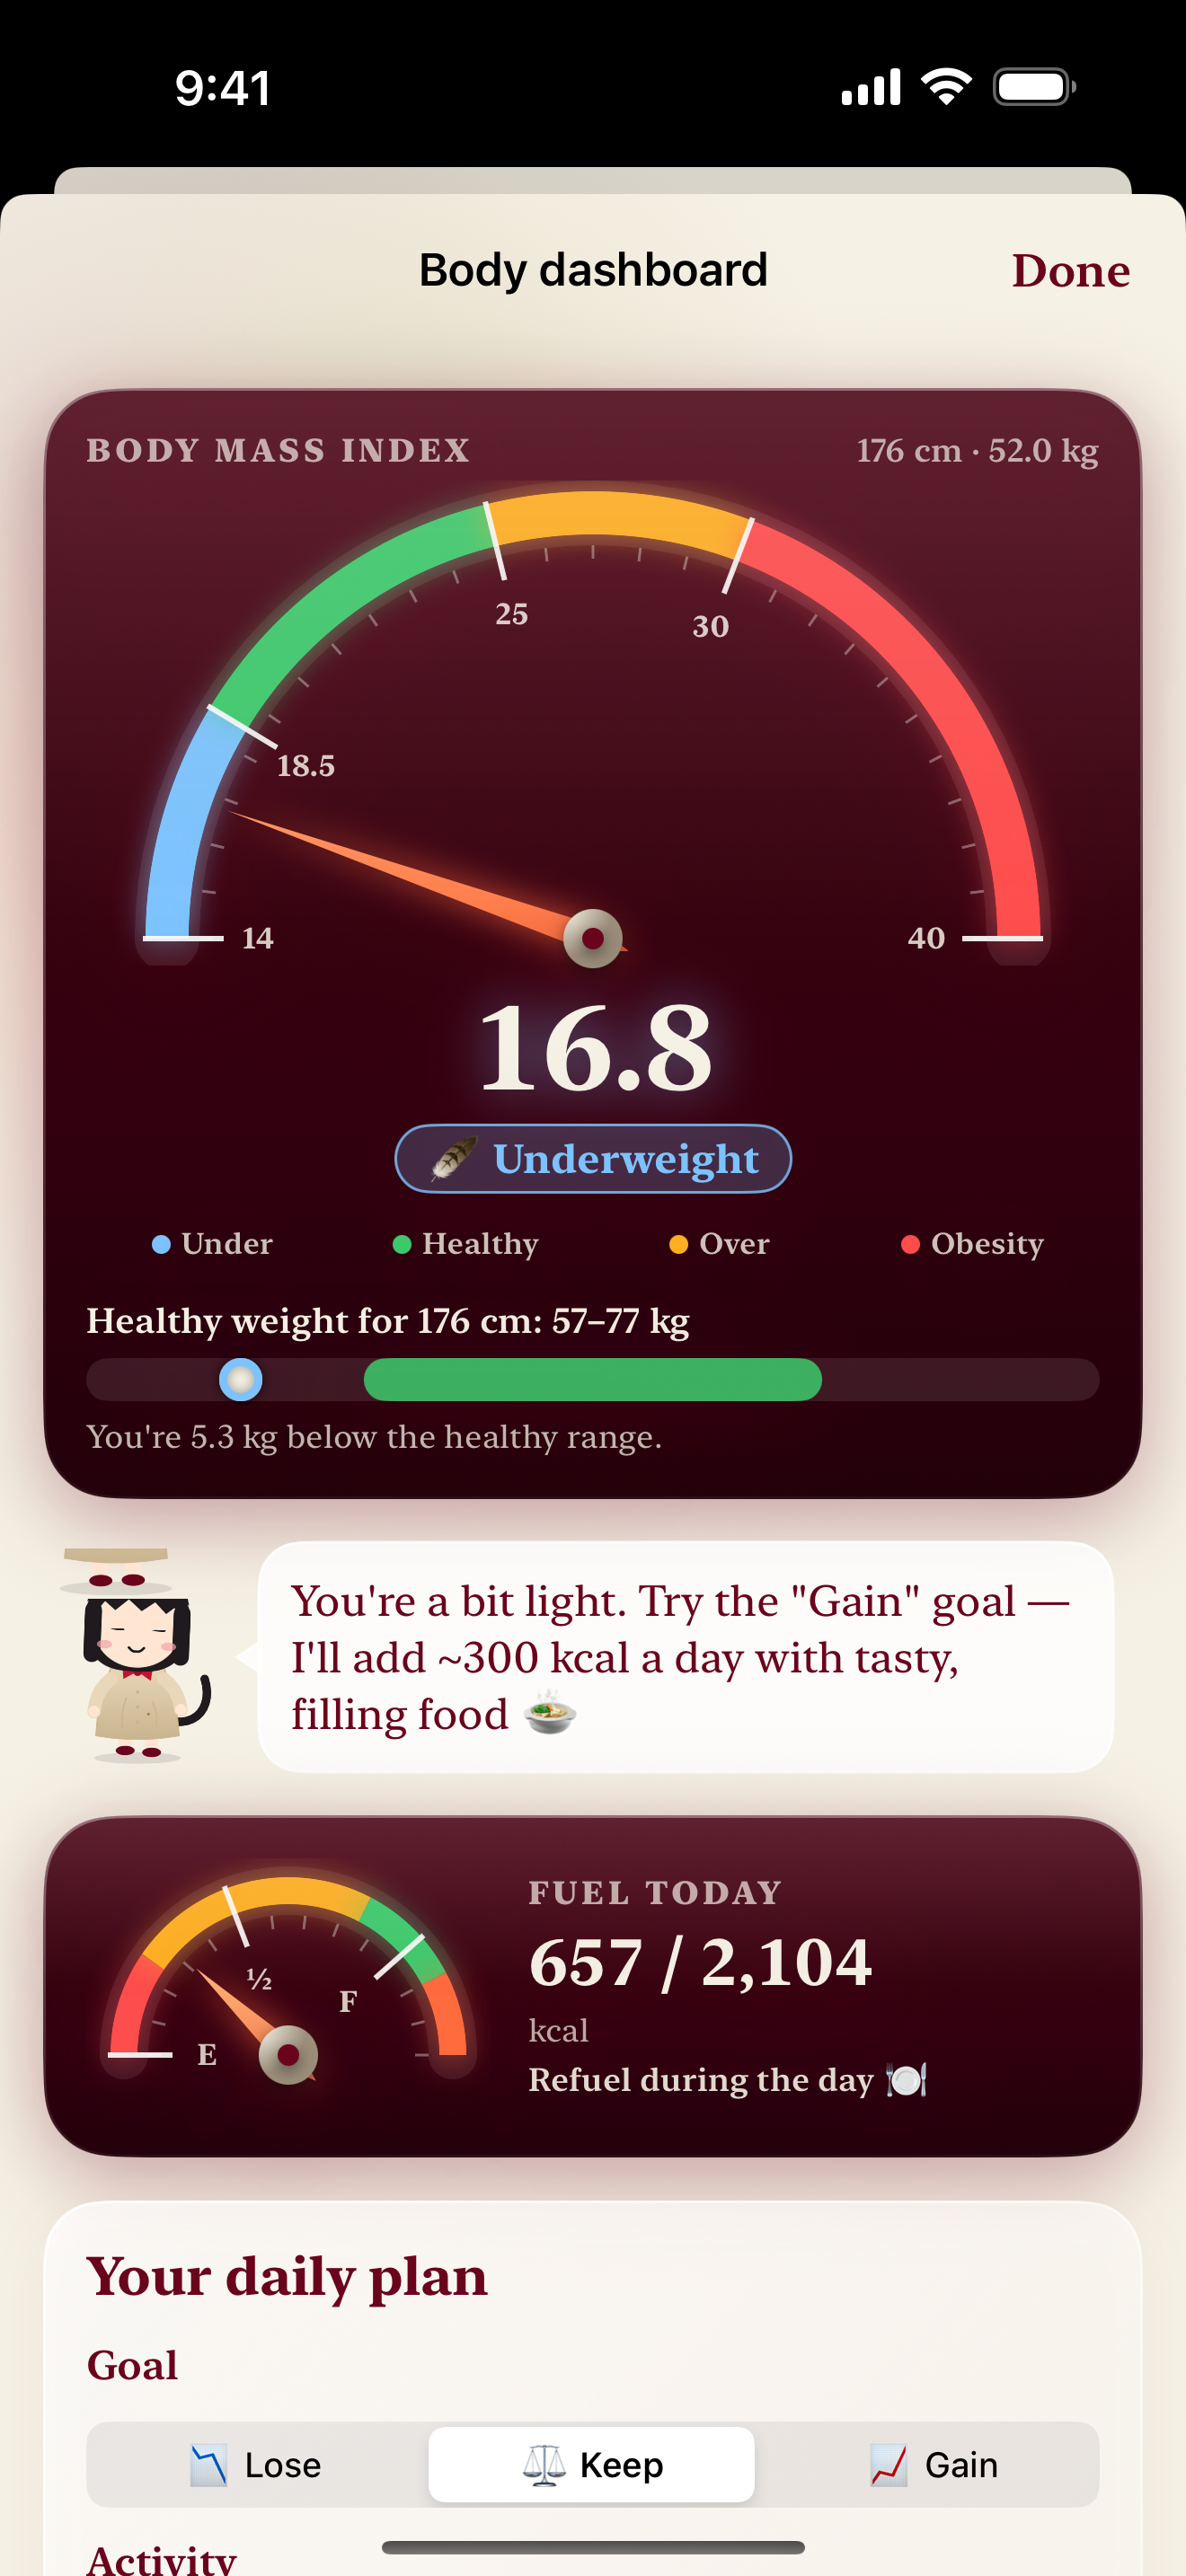 9:41
Body dashboard
Done
BODY MASS INDEX
176 cm · 52.0 kg
25
30
18.5
14
40
16.8
Underweight
Under
Healthy
Over
Obesity
Healthy weight for 176 cm: 57–77 kg
You're 5.3 kg below the healthy range.
You're a bit light. Try the "Gain" goal —
I'll add ~300 kcal a day with tasty,
filling food
FUEL TODAY
657 / 2,104
kcal
Refuel during the day
½
F
E
Your daily plan
Goal
Lose
Keep
Gain
Activity